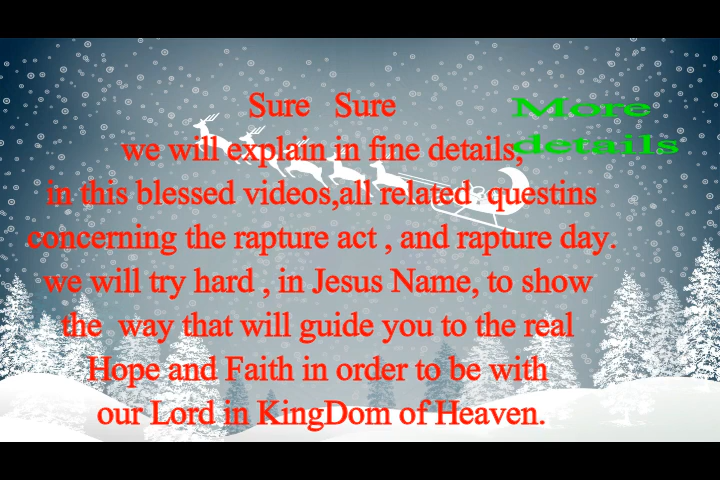 Sure Sure
we will explain in fine details,
in this blessed videos,all related questins
concerning the rapture act , and rapture day.
we will try hard , in Jesus Name, to show
the way that will guide you to the real
Hope and Faith in order to be with
our Lord in KingDom of Heaven.
More
details